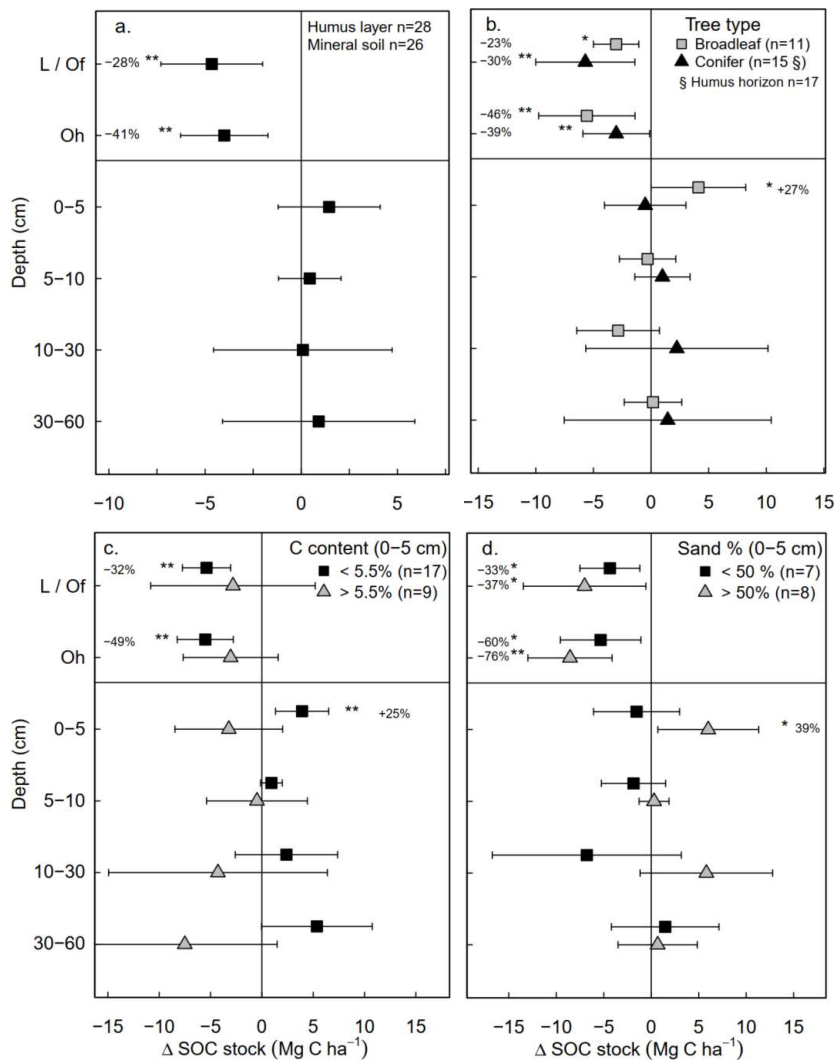 a.
Humus layer n=28
Mineral soil n=26
L / Of
−28%
**
Oh
−41%
**
Depth (cm)
0−5
5−10
10−30
30−60
−10
−5
0
5
b.
Tree type
Broadleaf (n=11)
Conifer (n=15 §)
§ Humus horizon n=17
−23%
*
−30%
**
−46%
**
−39%
**
*
+27%
−15
−10
−5
0
5
10
15
c.
C content (0−5 cm)
< 5.5% (n=17)
> 5.5% (n=9)
L / Of
−32%
**
Oh
−49%
**
Depth (cm)
0−5
**
+25%
5−10
10−30
30−60
−15
−10
−5
0
5
10
15
Δ SOC stock (Mg C ha⁻¹)
d.
Sand % (0−5 cm)
< 50 % (n=7)
> 50% (n=8)
−33% *
−37% *
−60% *
−76% **
* 39%
−15
−10
−5
0
5
10
15
Δ SOC stock (Mg C ha⁻¹)